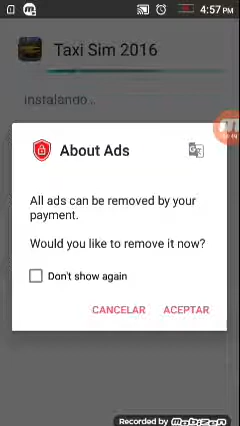 4:57 PM
Taxi Sim 2016
instalando..
About Ads
All ads can be removed by your
payment.
Would you like to remove it now?
Don't show again
CANCELAR ACEPTAR
Recorded by Mobizen